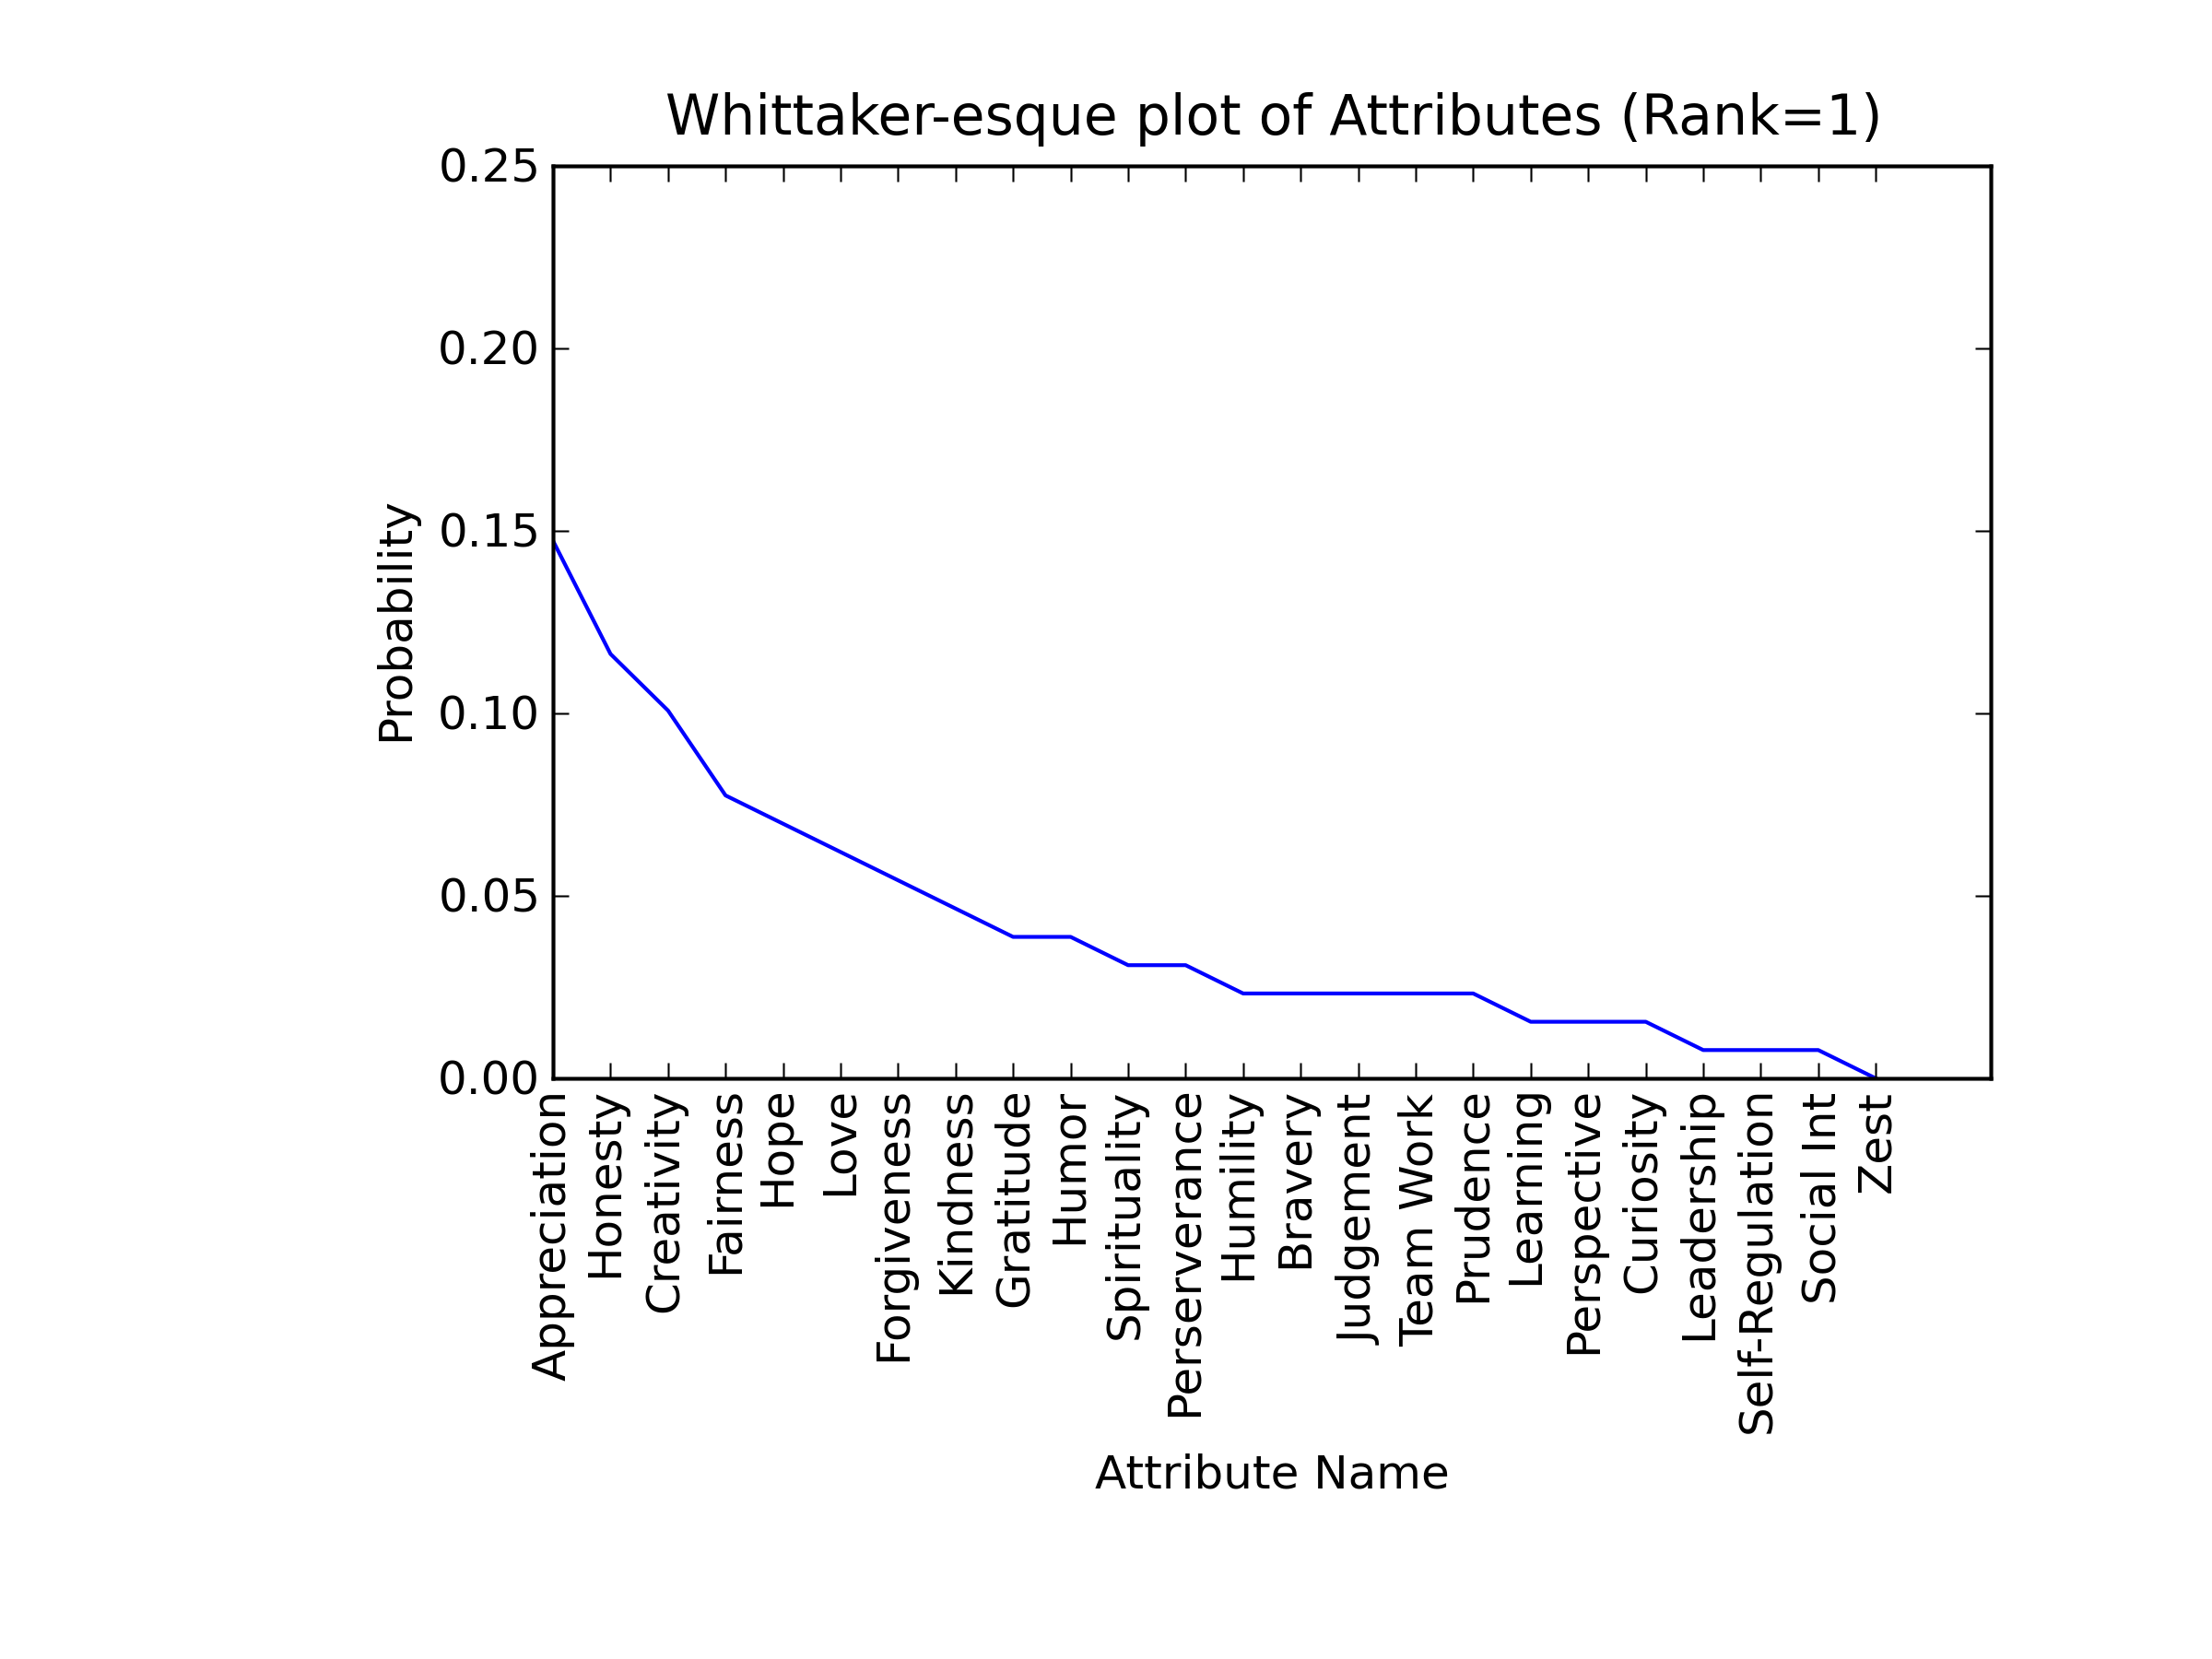 Whittaker-esque plot of Attributes (Rank=1)
0.25
0.20
0.15
0.10
0.05
0.00
Probability
Appreciation
Honesty
Creativity
Fairness
Hope
Love
Forgiveness
Kindness
Gratitude
Humor
Spirituality
Perserverance
Humility
Bravery
Judgement
Team Work
Prudence
Learning
Perspective
Curiosity
Leadership
Self-Regulation
Social Int
Zest
Attribute Name